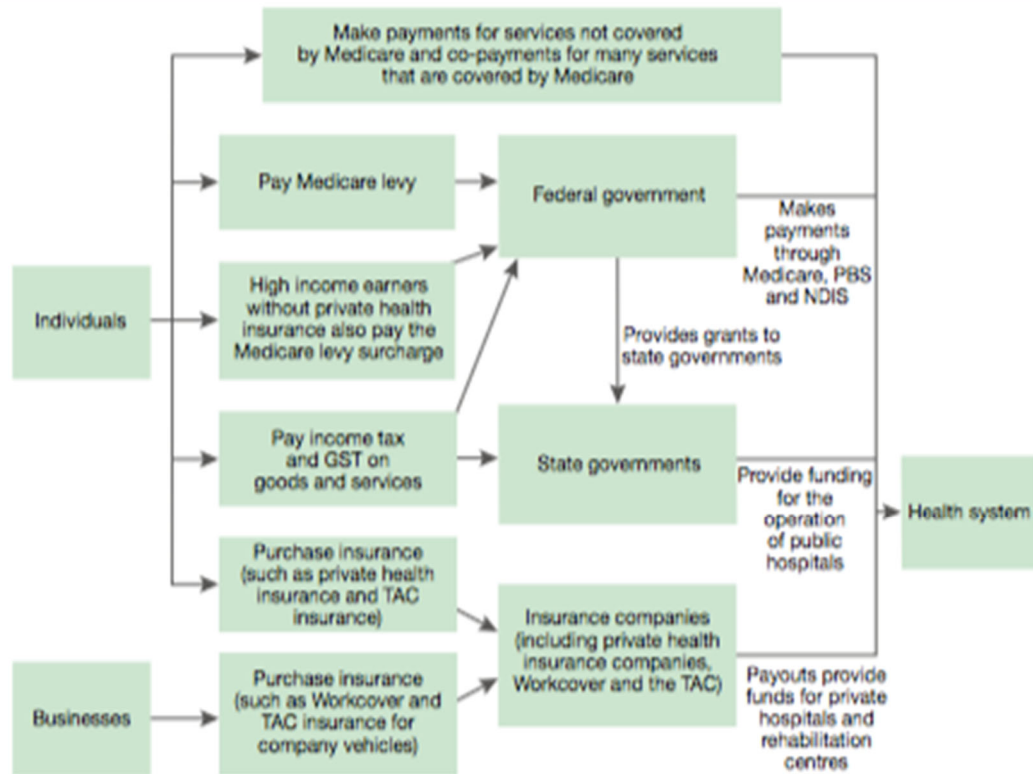 Make payments for services not covered
by Medicare and co-payments for many services
that are covered by Medicare
Pay Medicare levy
Federal government
Makes
payments
through
Medicare, PBS
and NDIS
Individuals
High income earners
without private health
insurance also pay the
Medicare levy surcharge
Provides grants to
state governments
Pay income tax
and GST on
goods and services
State governments
Provide funding
for the
operation
of public
hospitals
Health system
Purchase insurance
(such as private health
insurance and TAC
insurance)
Insurance companies
(including private health
insurance companies,
Workcover and the TAC)
Businesses
Purchase insurance
(such as Workcover and
TAC insurance for
company vehicles)
Payouts provide
funds for private
hospitals and
rehabilitation
centres